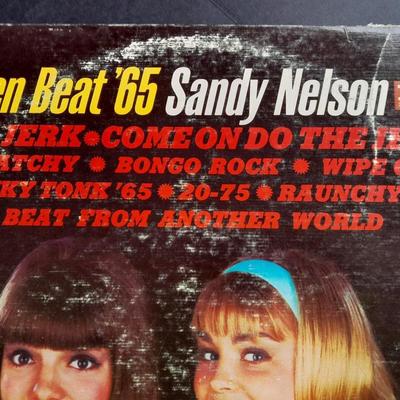 en Beat '65 Sandy Nelson
JERK * COME ON DO THE JE
ATCHY * BONGO ROCK * WIPE
KY TONK '65 * 20-75 * RAUNCHY
BEAT FROM ANOTHER WORLD